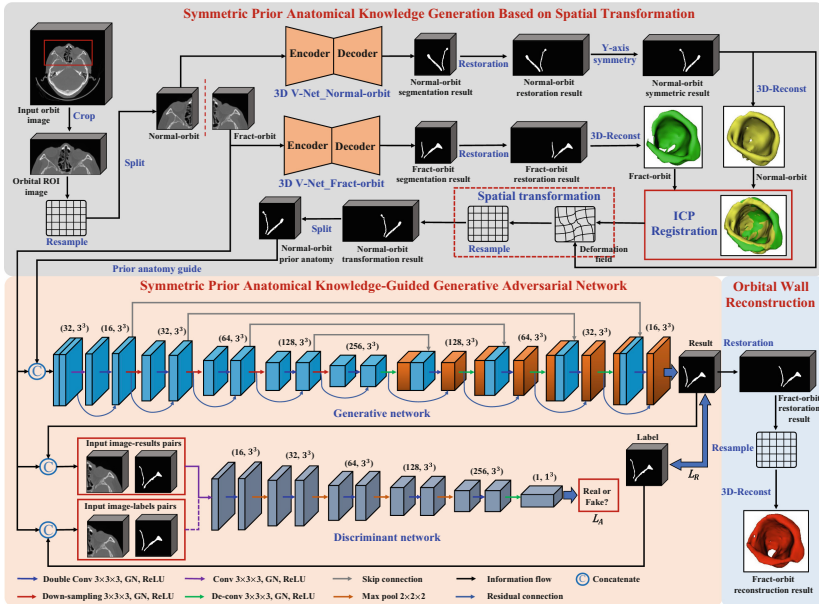 Symmetric Prior Anatomical Knowledge Generation Based on Spatial Transformation
Input orbit
image
Crop
Orbital ROI
image
Resample
Split
Normal-orbit
Fract-orbit
Encoder
Decoder
3D V-Net_Normal-orbit
Normal-orbit
segmentation result
Restoration
Normal-orbit
restoration result
Y-axis
symmetry
Normal-orbit
symmetric result
3D-Reconst
Encoder
Decoder
3D V-Net_Fract-orbit
Fract-orbit
segmentation result
Restoration
Fract-orbit
restoration result
3D-Reconst
Fract-orbit
Normal-orbit
ICP
Registration
Spatial transformation
Resample
Deformation
field
Normal-orbit
transformation result
Split
Normal-orbit
prior anatomy
Prior anatomy guide
Symmetric Prior Anatomical Knowledge-Guided Generative Adversarial Network
C
(32, 3³)
(16, 3³)
(32, 3³)
(64, 3³)
(128, 3³)
(256, 3³)
(128, 3³)
(64, 3³)
(32, 3³)
(16, 3³)
Generative network
Result
C
Input image-results pairs
C
Input image-labels pairs
(16, 3³)
(32, 3³)
(64, 3³)
(128, 3³)
(256, 3³)
(1, 1³)
Discriminant network
Real or
Fake?
L_A
Label
L_R
Orbital Wall
Reconstruction
Restoration
Fract-orbit
restoration
result
Resample
3D-Reconst
Fract-orbit
reconstruction result
Double Conv 3×3×3, GN, ReLU
Conv 3×3×3, GN, ReLU
Skip connection
Information flow
C Concatenate
Down-sampling 3×3×3, GN, ReLU
De-conv 3×3×3, GN, ReLU
Max pool 2×2×2
Residual connection